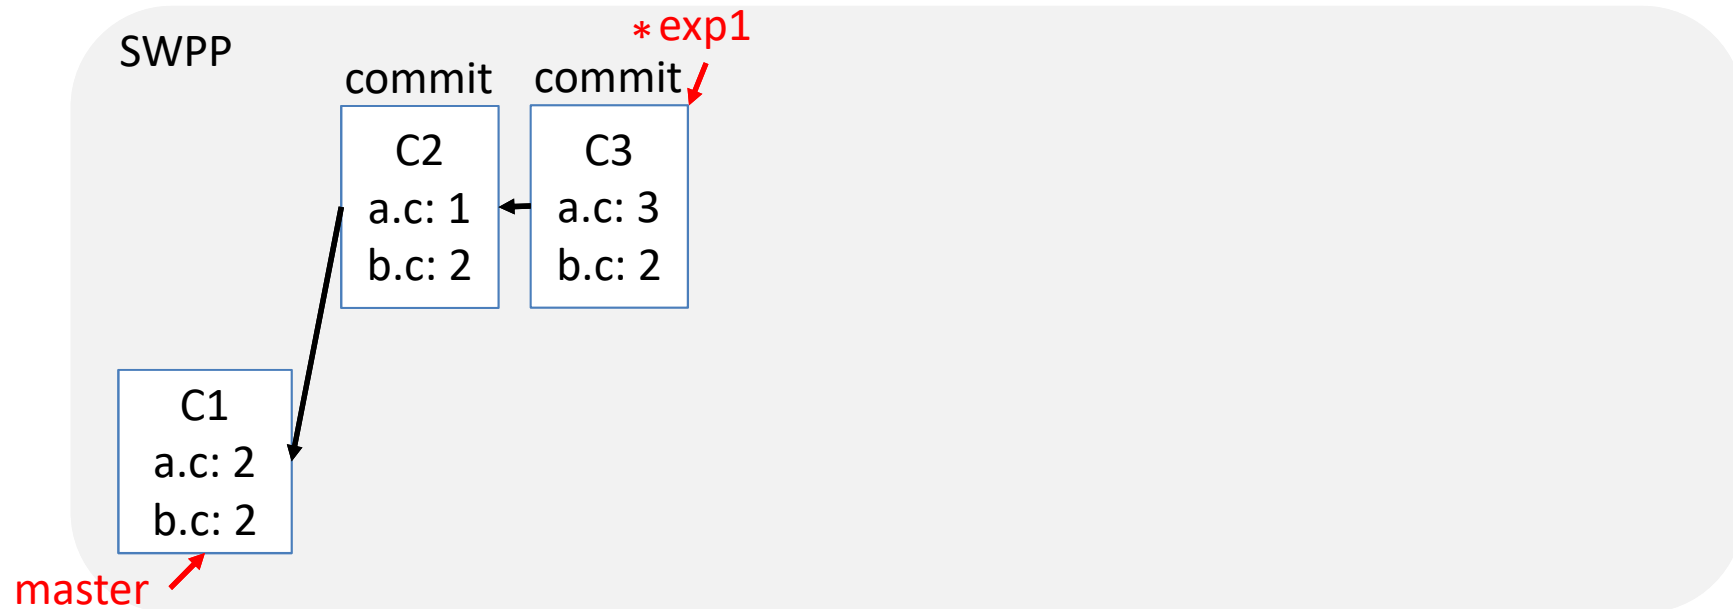 SWPP
* exp1
commit
commit
C2
a.c: 1
b.c: 2
C3
a.c: 3
b.c: 2
C1
a.c: 2
b.c: 2
master